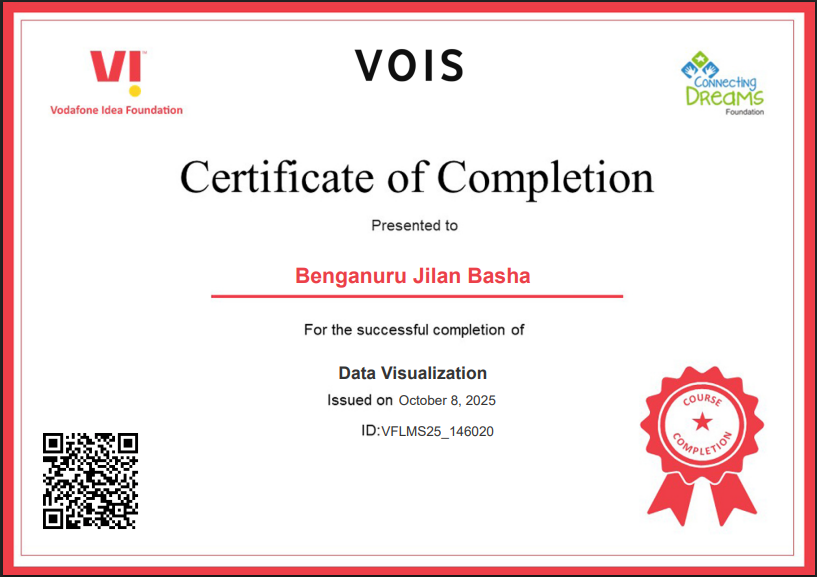 VI
Vodafone Idea Foundation
VOIS
CONNECTING
DREAMS
Foundation
Certificate of Completion
Presented to
Benganuru Jilan Basha
For the successful completion of
Data Visualization
Issued on October 8, 2025
ID:VFLMS25_146020
COURSE
COMPLETION